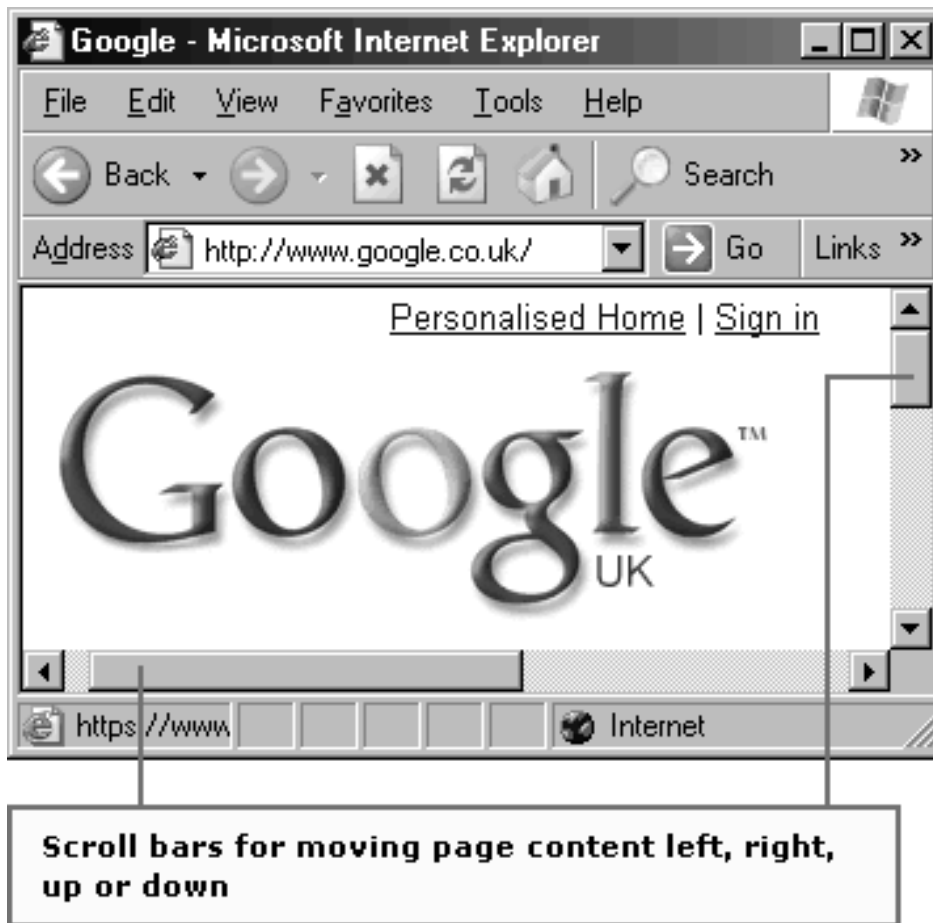 Google - Microsoft Internet Explorer
File Edit View Favorites Tools Help
Back Search »
Address http://www.google.co.uk/ Go Links »
Personalised Home | Sign in
Google™
UK
https://www Internet
Scroll bars for moving page content left, right,
up or down